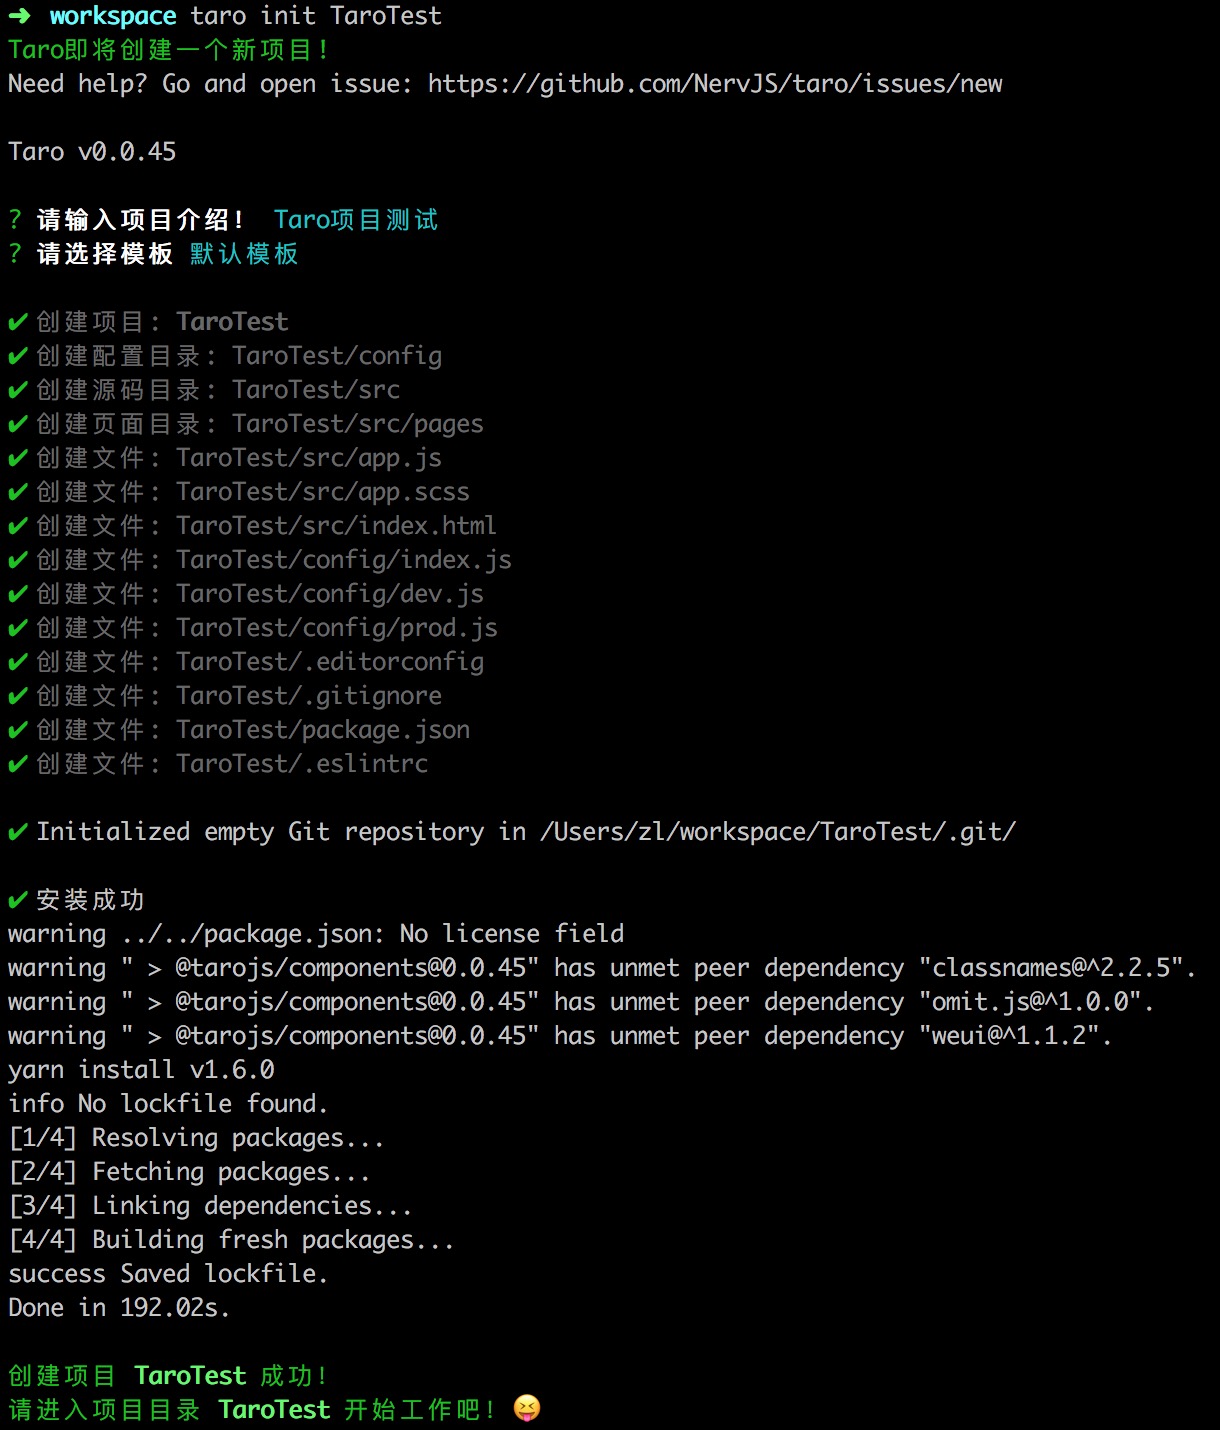 ➜ workspace taro init TaroTest
Taro即将创建一个新项目!
Need help? Go and open issue: https://github.com/NervJS/taro/issues/new
Taro v0.0.45
? 请输入项目介绍! Taro项目测试
? 请选择模板 默认模板
✔ 创建项目: TaroTest
✔ 创建配置目录: TaroTest/config
✔ 创建源码目录: TaroTest/src
✔ 创建页面目录: TaroTest/src/pages
✔ 创建文件: TaroTest/src/app.js
✔ 创建文件: TaroTest/src/app.scss
✔ 创建文件: TaroTest/src/index.html
✔ 创建文件: TaroTest/config/index.js
✔ 创建文件: TaroTest/config/dev.js
✔ 创建文件: TaroTest/config/prod.js
✔ 创建文件: TaroTest/.editorconfig
✔ 创建文件: TaroTest/.gitignore
✔ 创建文件: TaroTest/package.json
✔ 创建文件: TaroTest/.eslintrc
✔ Initialized empty Git repository in /Users/zl/workspace/TaroTest/.git/
✔ 安装成功
warning ../../package.json: No license field
warning " > @tarojs/components@0.0.45" has unmet peer dependency "classnames@^2.2.5".
warning " > @tarojs/components@0.0.45" has unmet peer dependency "omit.js@^1.0.0".
warning " > @tarojs/components@0.0.45" has unmet peer dependency "weui@^1.1.2".
yarn install v1.6.0
info No lockfile found.
[1/4] Resolving packages...
[2/4] Fetching packages...
[3/4] Linking dependencies...
[4/4] Building fresh packages...
success Saved lockfile.
Done in 192.02s.
创建项目 TaroTest 成功!
请进入项目目录 TaroTest 开始工作吧! 😝